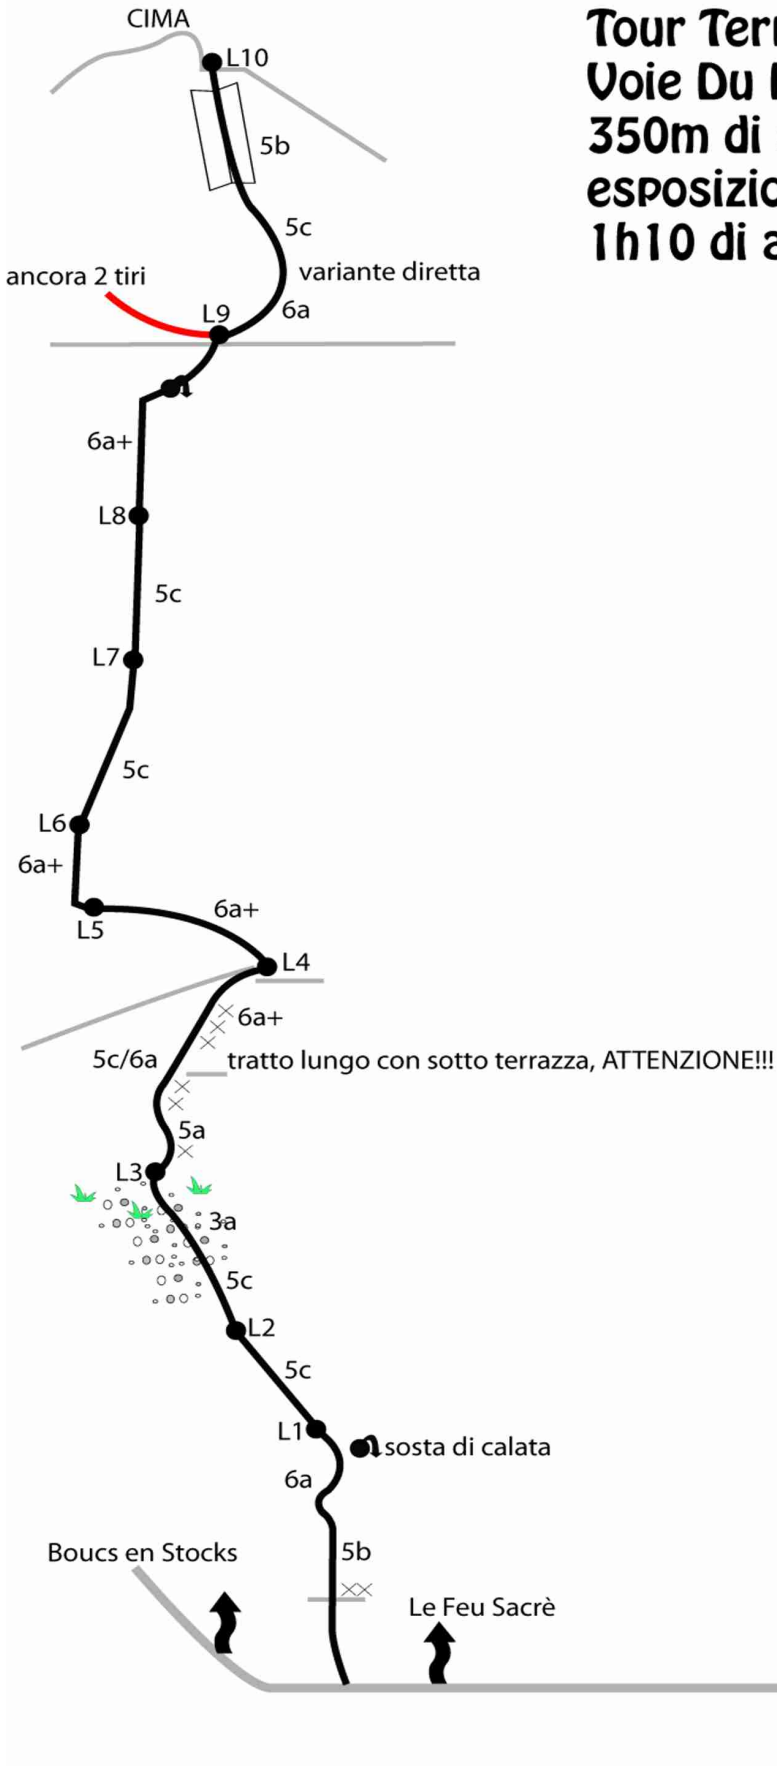 CIMA
L10
Tour
Voie Du
350m di
1h10 di
5b
5c
ancora 2 tiri
variante diretta
L9
6a
6a+
L8
5c
L7
5c
L6
6a+
6a+
L5
L4
6a+
5c/6a
tratto lungo con sotto terrazza, ATTENZIONE!!!
5a
L3
3a
5c
L2
5c
L1
sosta di calata
6a
5b
Boucs en Stocks
Le Feu Sacrè